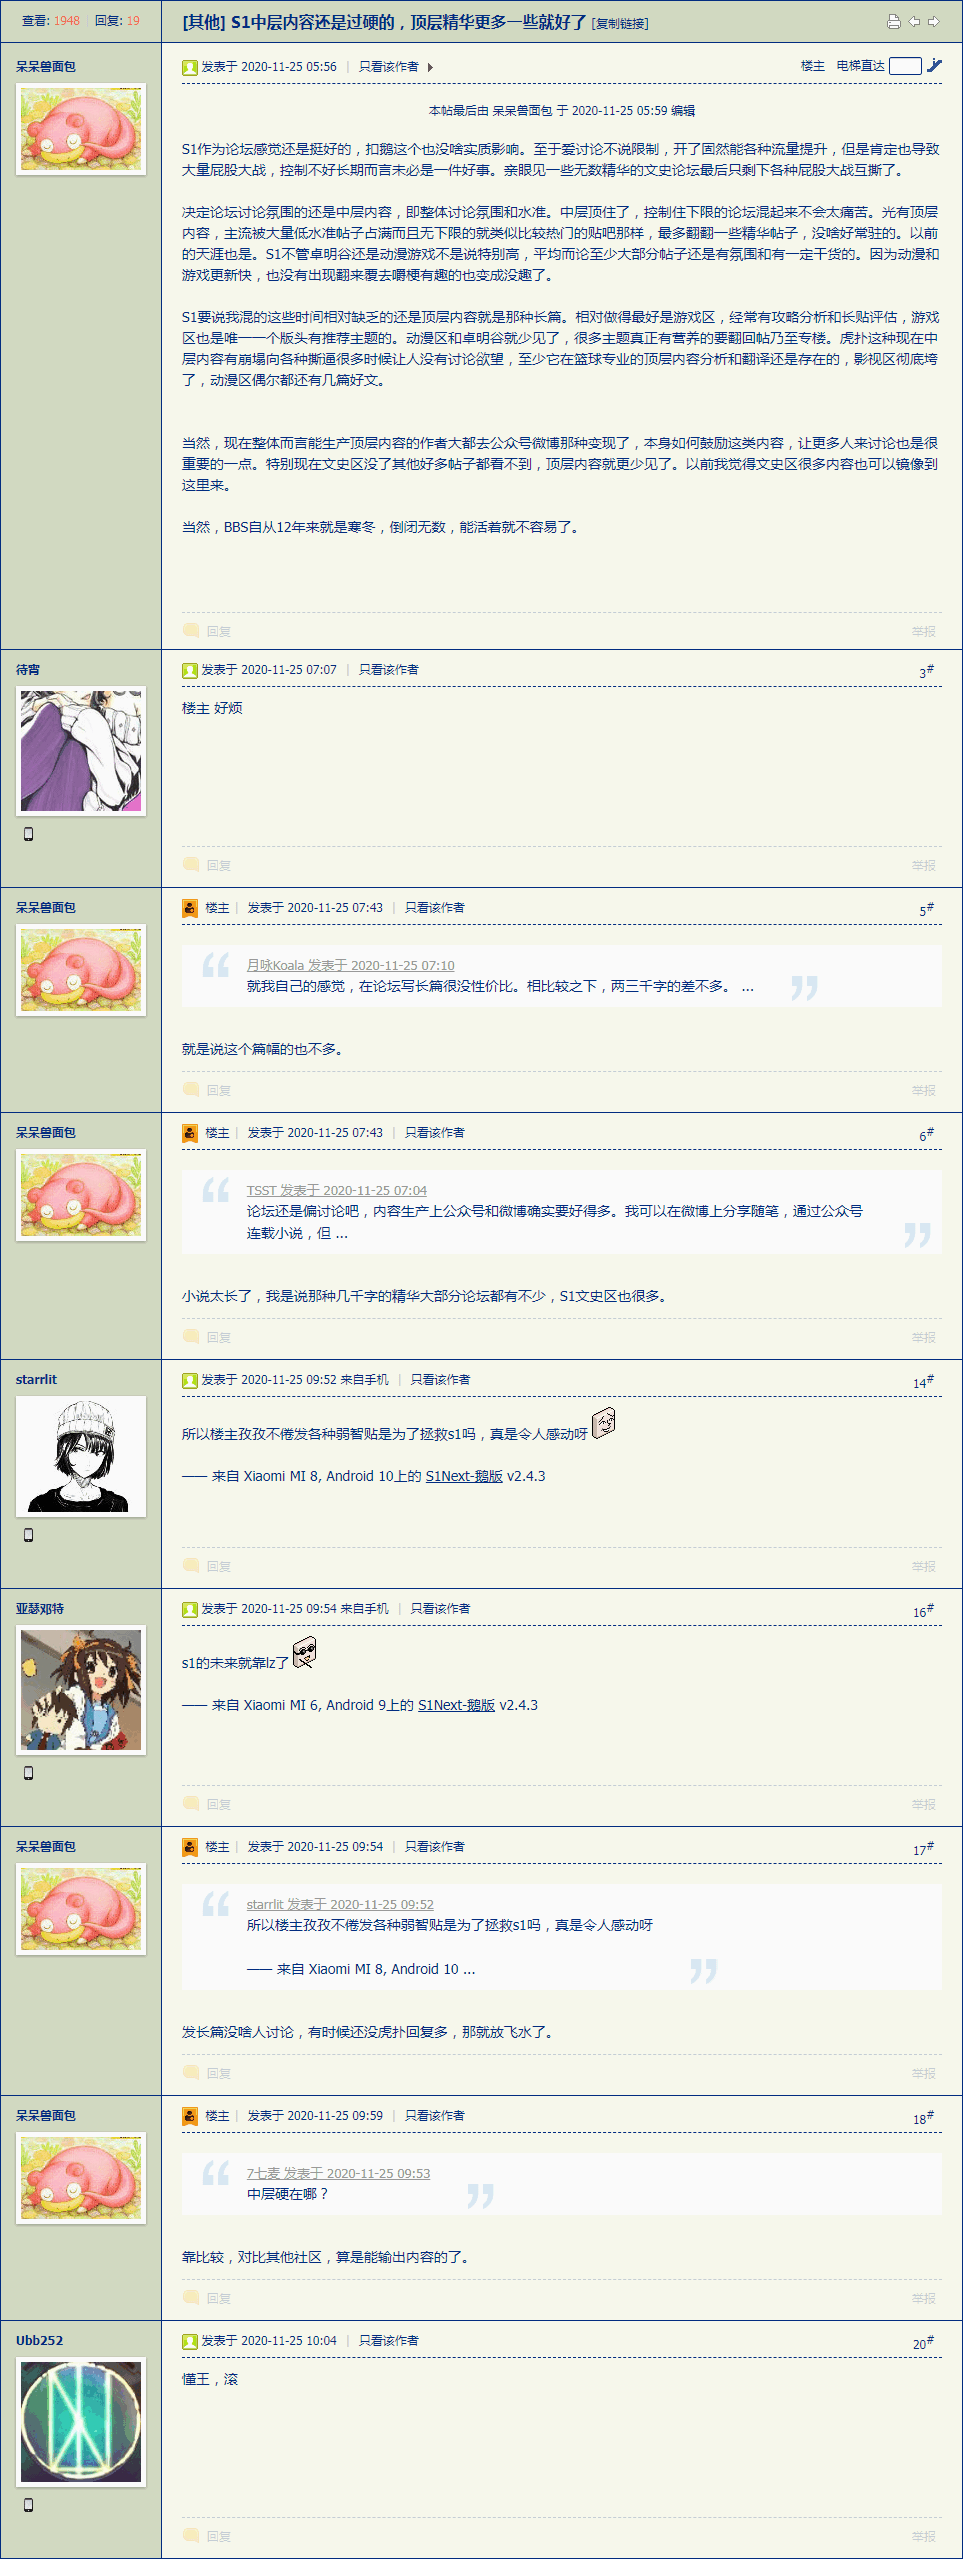 查看: 1948 | 回复: 19
[其他] S1中层内容还是过硬的，顶层精华更多一些就好了 [复制链接]
呆呆兽面包
发表于 2020-11-25 05:56 | 只看该作者
楼主 电梯直达
本帖最后由 呆呆兽面包 于 2020-11-25 05:59 编辑
S1作为论坛感觉还是挺好的，扣鹅这个也没啥实质影响。至于爱讨论不说限制，开了固然能各种流量提升，但是肯定也导致
大量屁股大战，控制不好长期而言未必是一件好事。亲眼见一些无数精华的文史论坛最后只剩下各种屁股大战互撕了。
决定论坛讨论氛围的还是中层内容，即整体讨论氛围和水准。中层顶住了，控制住下限的论坛混起来不会太痛苦。光有顶层
内容，主流被大量低水准帖子占满而且无下限的就类似比较热门的贴吧那样，最多翻翻一些精华帖子，没啥好常驻的。以前
的天涯也是。S1不管卓明谷还是动漫游戏不是说特别高，平均而论至少大部分帖子还是有氛围和有一定干货的。因为动漫和
游戏更新快，也没有出现翻来覆去嚼梗有趣的也变成没趣了。
S1要说我混的这些时间相对缺乏的还是顶层内容就是那种长篇。相对做得最好是游戏区，经常有攻略分析和长贴评估，游戏
区也是唯一一个版头有推荐主题的。动漫区和卓明谷就少见了，很多主题真正有营养的要翻回帖乃至专楼。虎扑这种现在中
层内容有崩塌向各种撕逼很多时候让人没有讨论欲望，至少它在篮球专业的顶层内容分析和翻译还是存在的，影视区彻底垮
了，动漫区偶尔都还有几篇好文。
当然，现在整体而言能生产顶层内容的作者大都去公众号微博那种变现了，本身如何鼓励这类内容，让更多人来讨论也是很
重要的一点。特别现在文史区没了其他好多帖子都看不到，顶层内容就更少见了。以前我觉得文史区很多内容也可以镜像到
这里来。
当然，BBS自从12年来就是寒冬，倒闭无数，能活着就不容易了。
回复
举报
待宵
发表于 2020-11-25 07:07 | 只看该作者
3#
楼主 好烦
回复
举报
呆呆兽面包
楼主 | 发表于 2020-11-25 07:43 | 只看该作者
5#
月咏Koala 发表于 2020-11-25 07:10
就我自己的感觉，在论坛写长篇很没性价比。相比较之下，两三千字的差不多。 ...
就是说这个篇幅的也不多。
回复
举报
呆呆兽面包
楼主 | 发表于 2020-11-25 07:43 | 只看该作者
6#
TSST 发表于 2020-11-25 07:04
论坛还是偏讨论吧，内容生产上公众号和微博确实要好得多。我可以在微博上分享随笔，通过公众号
连载小说，但 ...
小说太长了，我是说那种几千字的精华大部分论坛都有不少，S1文史区也很多。
回复
举报
starrlit
发表于 2020-11-25 09:52 来自手机 | 只看该作者
14#
所以楼主孜孜不倦发各种弱智贴是为了拯救s1吗，真是令人感动呀
—— 来自 Xiaomi MI 8, Android 10上的 S1Next-鹅版 v2.4.3
回复
举报
亚瑟邓特
发表于 2020-11-25 09:54 来自手机 | 只看该作者
16#
s1的未来就靠lz了
—— 来自 Xiaomi MI 6, Android 9上的 S1Next-鹅版 v2.4.3
回复
举报
呆呆兽面包
楼主 | 发表于 2020-11-25 09:54 | 只看该作者
17#
starrlit 发表于 2020-11-25 09:52
所以楼主孜孜不倦发各种弱智贴是为了拯救s1吗，真是令人感动呀
—— 来自 Xiaomi MI 8, Android 10 ...
发长篇没啥人讨论，有时候还没虎扑回复多，那就放飞水了。
回复
举报
呆呆兽面包
楼主 | 发表于 2020-11-25 09:59 | 只看该作者
18#
7七麦 发表于 2020-11-25 09:53
中层硬在哪？
靠比较，对比其他社区，算是能输出内容的了。
回复
举报
Ubb252
发表于 2020-11-25 10:04 | 只看该作者
20#
懂王，滚
回复
举报